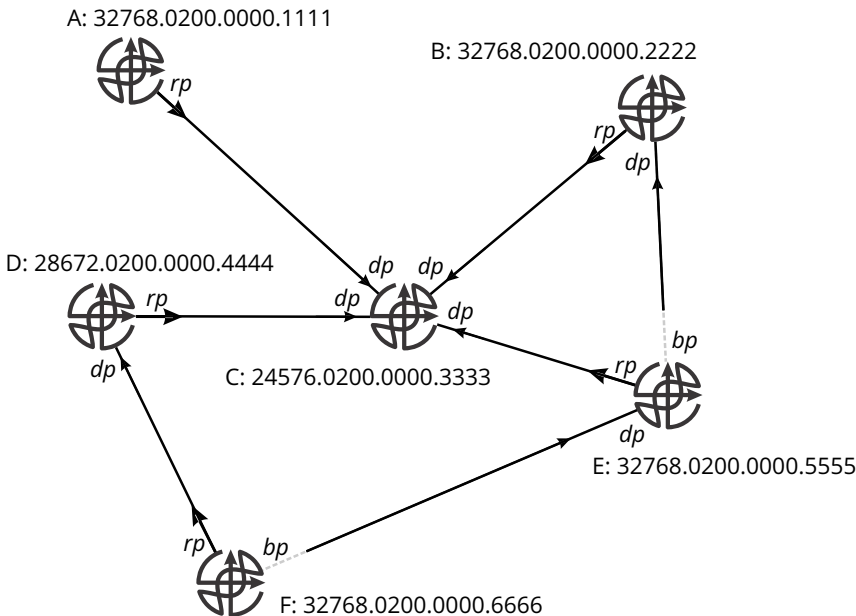 A: 32768.0200.0000.1111
B: 32768.0200.0000.2222
rp
rp
dp
D: 28672.0200.0000.4444
dp
dp
rp
dp
dp
bp
dp
C: 24576.0200.0000.3333
rp
dp
E: 32768.0200.0000.5555
rp
bp
F: 32768.0200.0000.6666